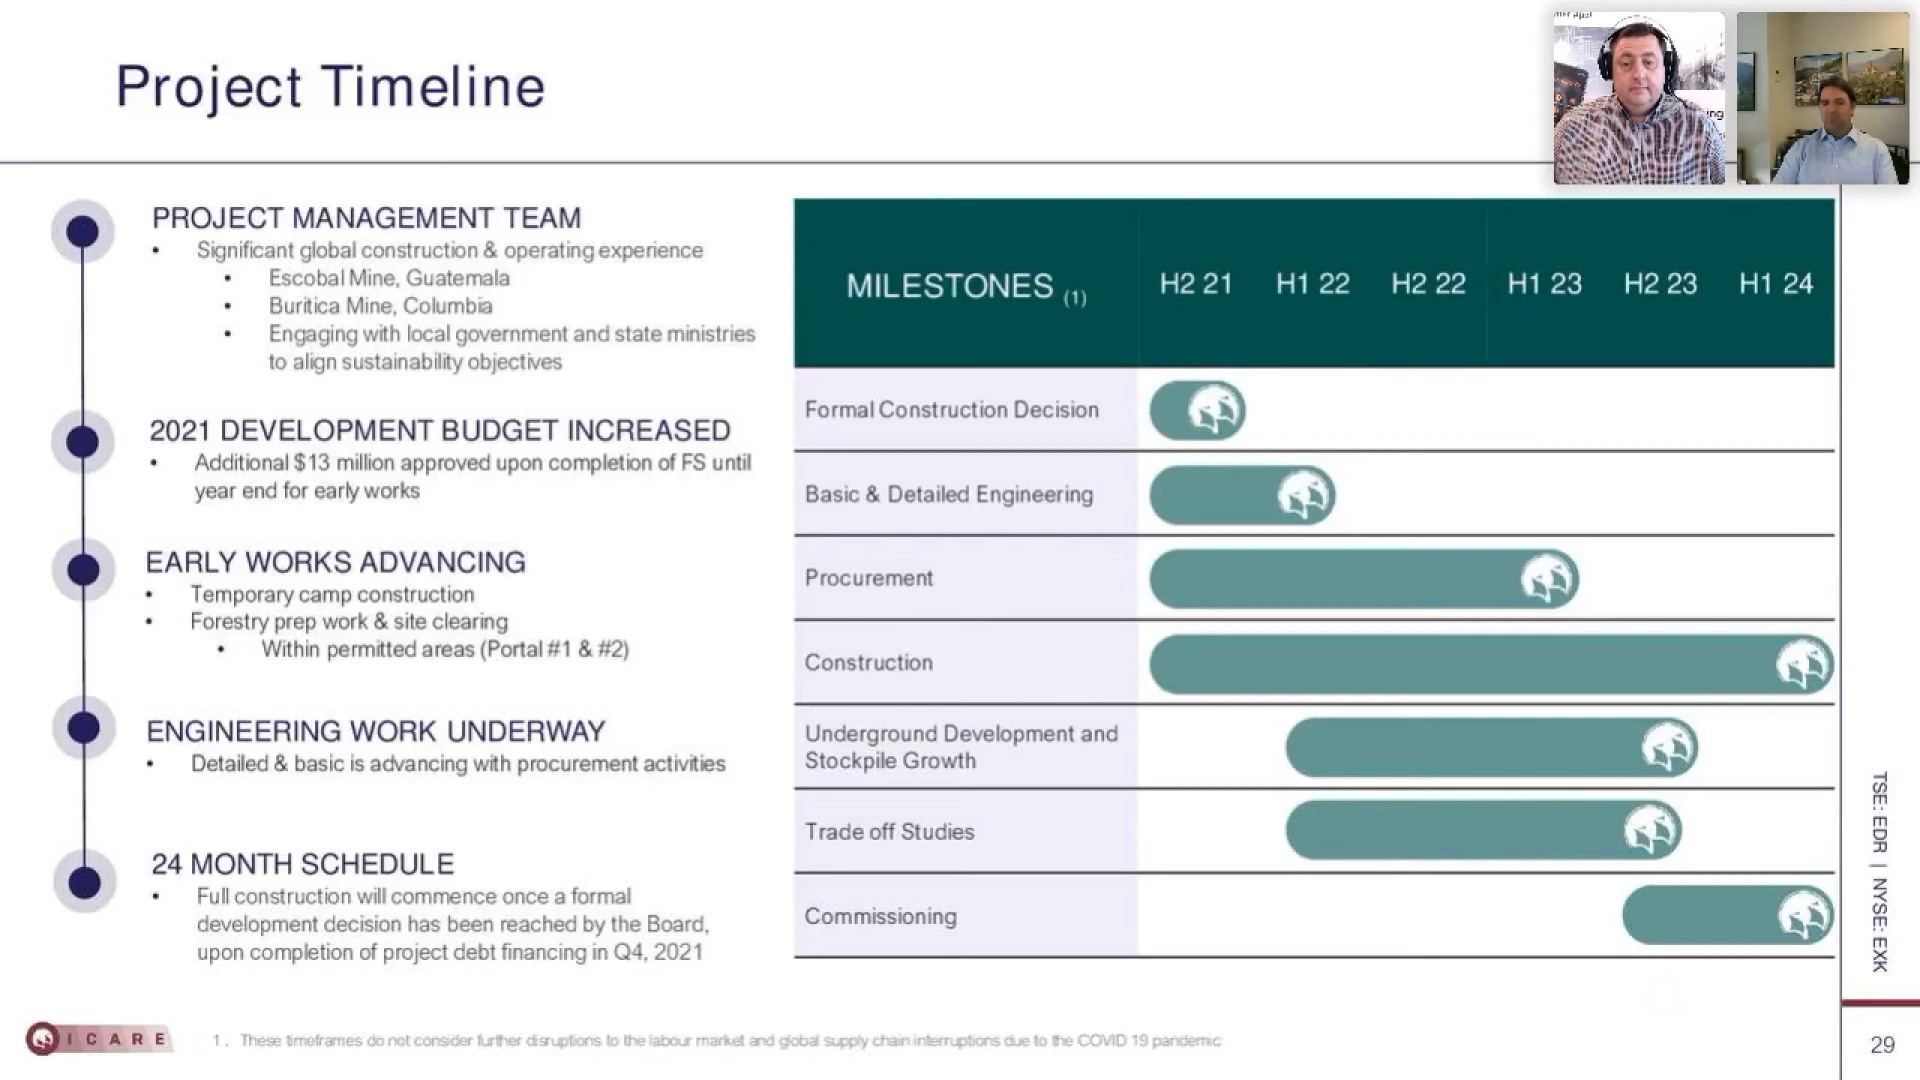 Project Timeline
PROJECT MANAGEMENT TEAM
• Significant global construction & operating experience
• Escobal Mine, Guatemala
• Buritica Mine, Columbia
• Engaging with local government and state ministries
to align sustainability objectives
2021 DEVELOPMENT BUDGET INCREASED
• Additional $13 million approved upon completion of FS until
year end for early works
EARLY WORKS ADVANCING
• Temporary camp construction
• Forestry prep work & site clearing
• Within permitted areas (Portal #1 & #2)
ENGINEERING WORK UNDERWAY
• Detailed & basic is advancing with procurement activities
24 MONTH SCHEDULE
• Full construction will commence once a formal
development decision has been reached by the Board,
upon completion of project debt financing in Q4, 2021
MILESTONES (1) H2 21 H1 22 H2 22 H1 23 H2 23 H1 24
Formal Construction Decision
Basic & Detailed Engineering
Procurement
Construction
Underground Development and
Stockpile Growth
Trade off Studies
Commissioning
TSE: EDR | NYSE: EXK
ICARE
1. These timeframes do not consider further disruptions to the labour market and global supply chain interruptions due to the COVID 19 pandemic
29